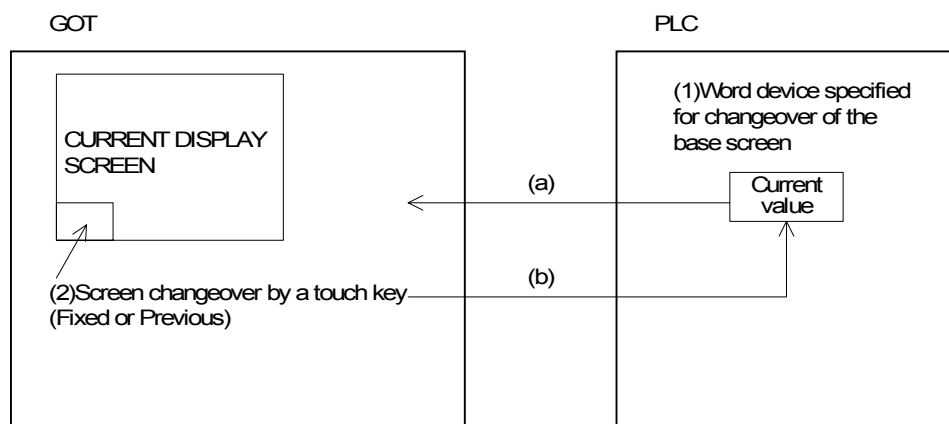 GOT
PLC
CURRENT DISPLAY
SCREEN
(1)Word device specified
for changeover of the
base screen
(a)
Current
value
(b)
(2)Screen changeover by a touch key
(Fixed or Previous)